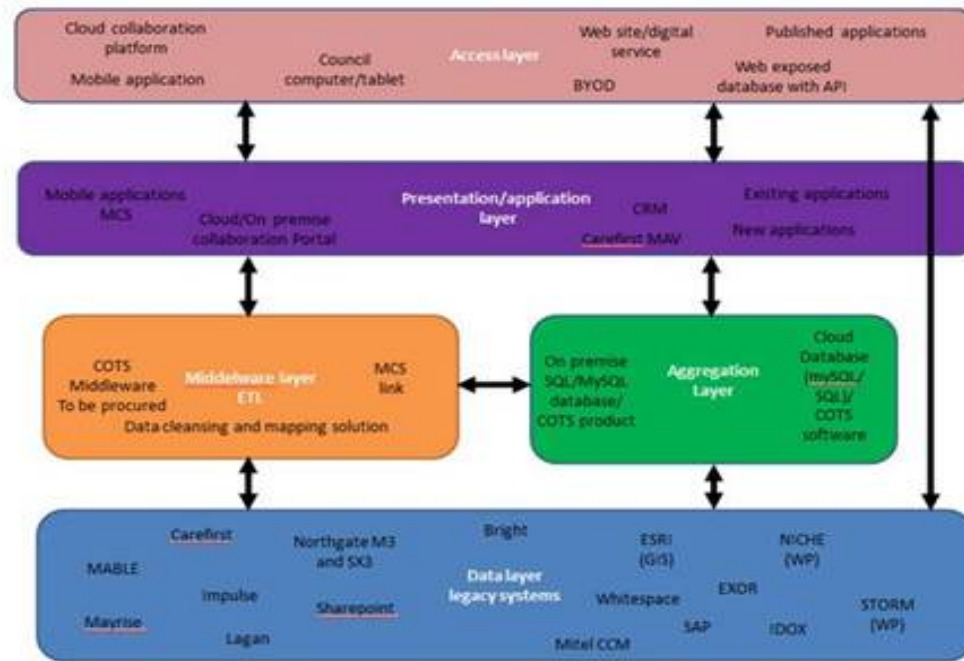 Cloud collaboration
platform
Mobile application
Council
computer/tablet
Access layer
Web site/digital
service
BYOD
Published applications
Web exposed
database with API
Mobile applications
MCS
Cloud/On premise
collaboration Portal
Presentation/application
layer
CRM
Carefirst MAV
Existing applications
New applications
COTS
Middleware
To be procured
Middelware layer
ETL
MCS
link
Data cleansing and mapping solution
On premise
SQL/MySQL
database/
COTS product
Aggregation
Layer
Cloud
Database
(mySQL/
SQL)/
COTS
software
Carefirst
MABLE
Mayrise
Impulse
Lagan
Northgate M3
and SX3
Sharepoint
Bright
Data layer
legacy systems
Mitel CCM
ESRI
(GIS)
Whitespace
SAP
EXOR
NICHE
(WP)
IDOX
STORM
(WP)